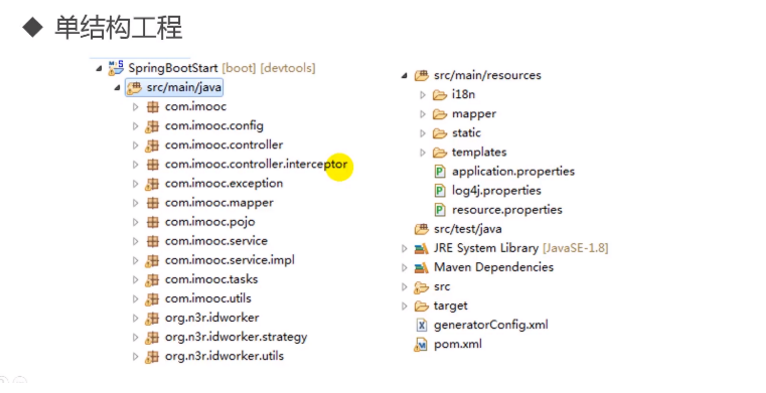 单结构工程
SpringBootStart [boot] [devtools]
src/main/java
com.imooc
com.imooc.config
com.imooc.controller
com.imooc.controller.interceptor
com.imooc.exception
com.imooc.mapper
com.imooc.pojo
com.imooc.service
com.imooc.service.impl
com.imooc.tasks
com.imooc.utils
org.n3r.idworker
org.n3r.idworker.strategy
org.n3r.idworker.utils
src/main/resources
i18n
mapper
static
templates
application.properties
log4j.properties
resource.properties
src/test/java
JRE System Library [JavaSE-1.8]
Maven Dependencies
src
target
generatorConfig.xml
pom.xml